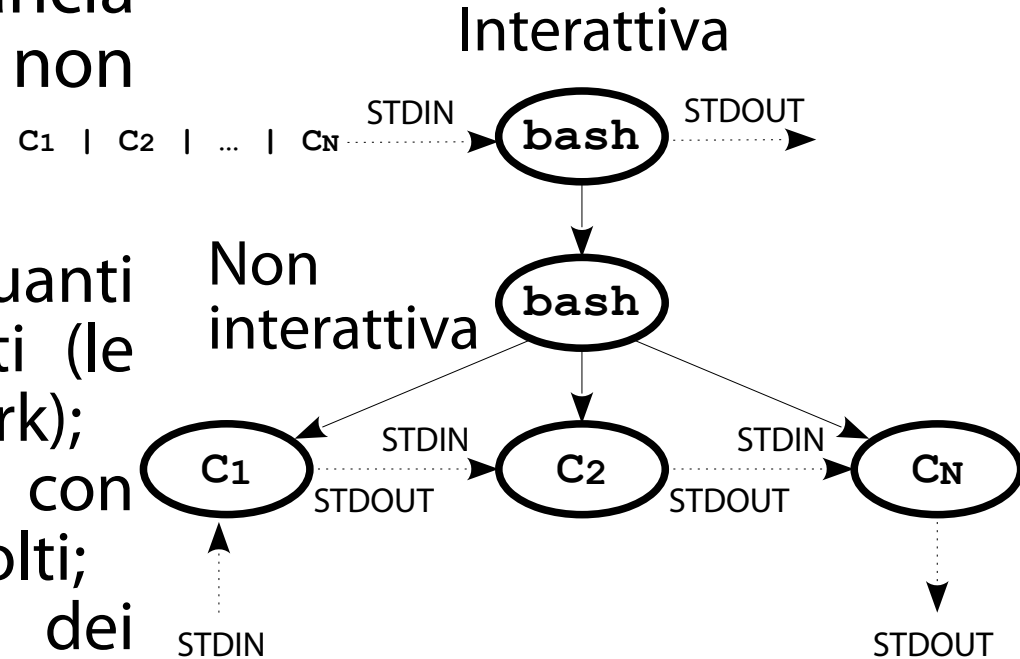 Interattiva
non
C1 | C2 | ... | CN
STDIN
bash
STDOUT
Non
interattiva
bash
(le
con
dei
C1
STDOUT
STDIN
C2
STDOUT
STDIN
CN
STDIN
STDOUT